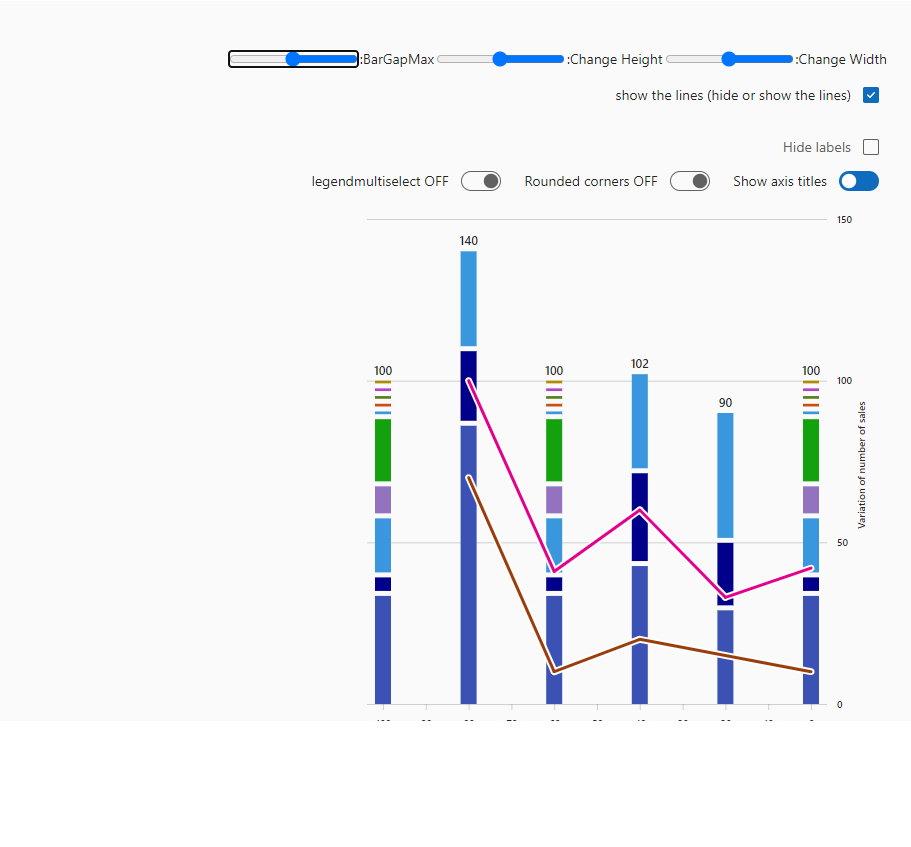 :BarGapMax :Change Height :Change Width
show the lines (hide or show the lines)
Hide labels
legendmultiselect OFF Rounded corners OFF Show axis titles
150
140
100 100 102 100
90
100
50
0
Variation of number of sales